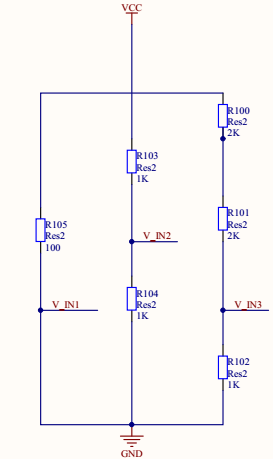 VCC
R100
Res2
2K
R103
Res2
1K
R101
Res2
2K
R105
Res2
100
V_IN2
R104
Res2
1K
V_IN1
V_IN3
R102
Res2
1K
GND